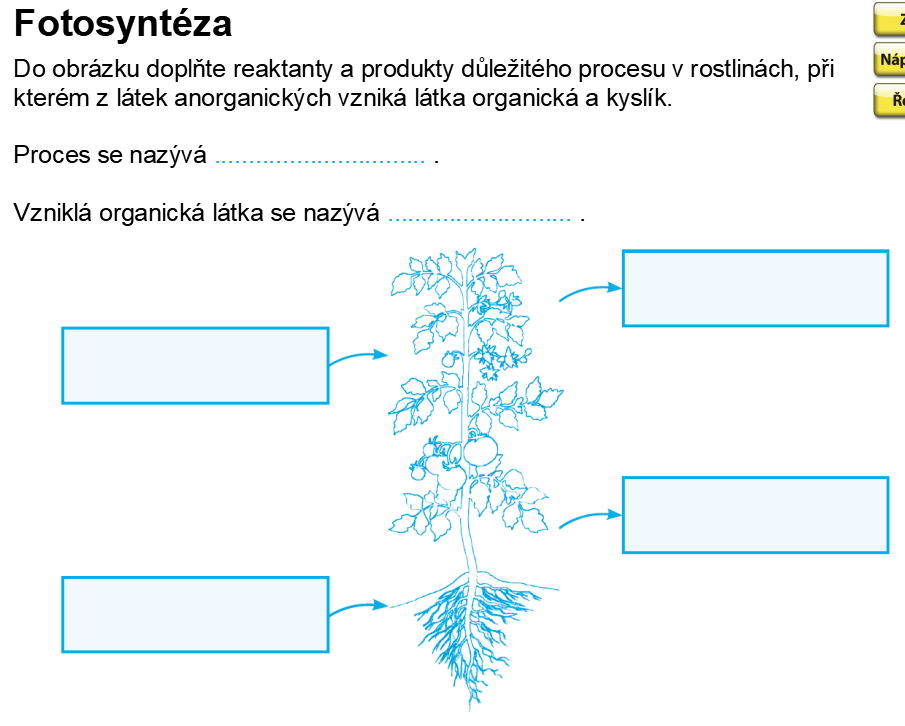 Fotosyntéza
Do obrázku doplňte reaktanty a produkty důležitého procesu v rostlinách, při
kterém z látek anorganických vzniká látka organická a kyslík.
Proces se nazývá ............................... .
Vzniklá organická látka se nazývá ........................... .